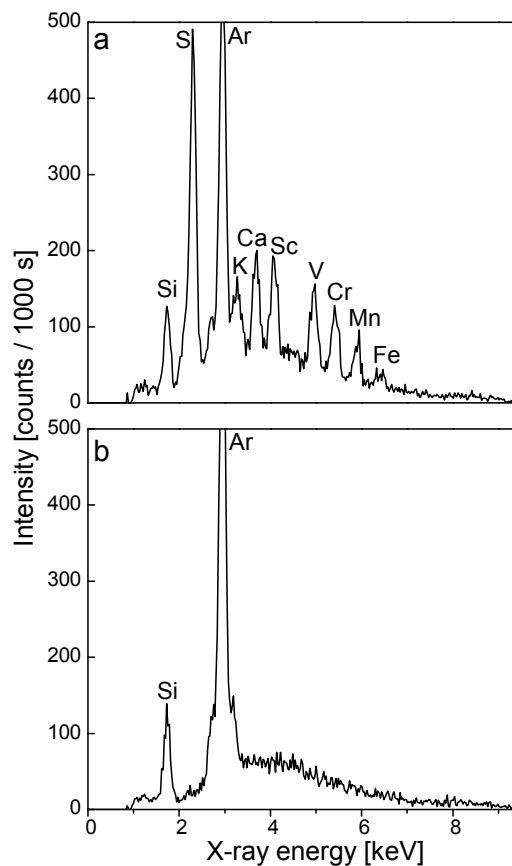 500
a
S
Ar
400
300
200
Ca
Sc
K
V
Si
Cr
100
Mn
Fe
0
Intensity [counts / 1000 s]
500
b
Ar
400
300
200
Si
100
0
0 2 4 6 8
X-ray energy [keV]